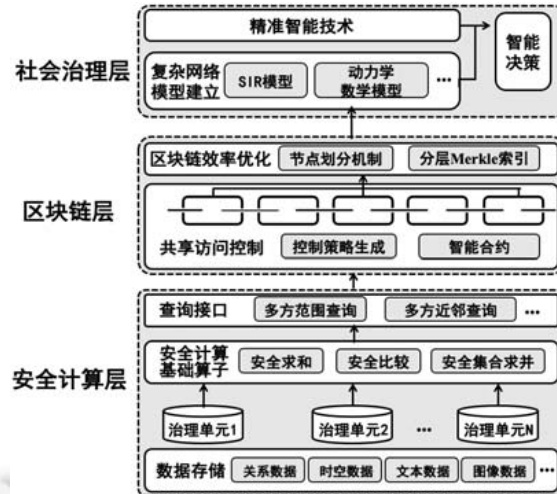 精准智能技术
智能
决策
社会治理层
复杂网络
模型建立
SIR模型
动力学
数学模型
...
区块链效率优化
节点划分机制
分层Merkle索引
区块链层
共享访问控制
控制策略生成
智能合约
查询接口
多方范围查询
多方近邻查询
...
安全计算
基础算子
安全求和
安全比较
安全集合求并
安全计算层
治理单元1
治理单元2
...
治理单元N
数据存储
关系数据
时空数据
文本数据
图像数据
...